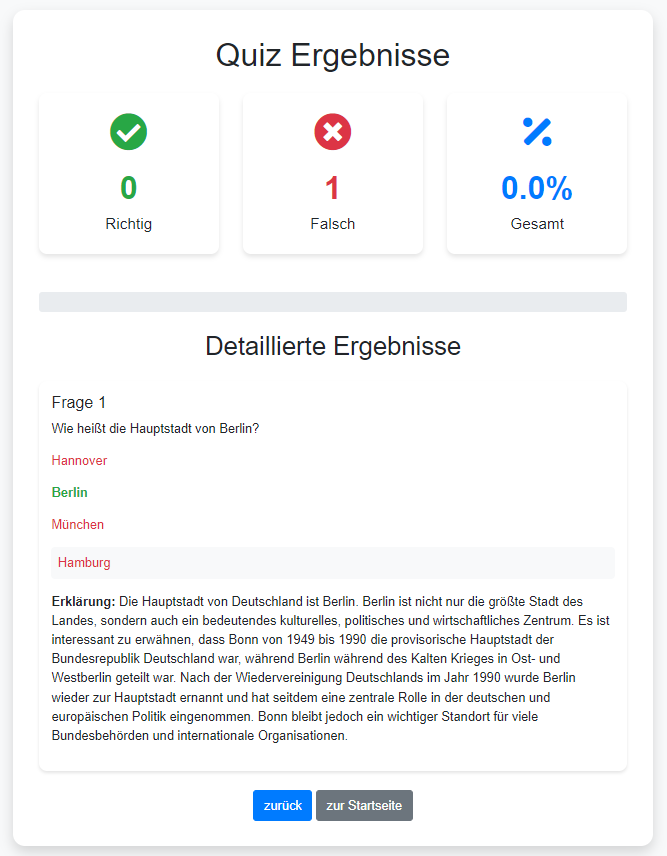 Quiz Ergebnisse
0
Richtig
1
Falsch
0.0%
Gesamt
Detaillierte Ergebnisse
Frage 1
Wie heißt die Hauptstadt von Berlin?
Hannover
Berlin
München
Hamburg
Erklärung: Die Hauptstadt von Deutschland ist Berlin. Berlin ist nicht nur die größte Stadt des
Landes, sondern auch ein bedeutendes kulturelles, politisches und wirtschaftliches Zentrum. Es ist
interessant zu erwähnen, dass Bonn von 1949 bis 1990 die provisorische Hauptstadt der
Bundesrepublik Deutschland war, während Berlin während des Kalten Krieges in Ost- und
Westberlin geteilt war. Nach der Wiedervereinigung Deutschlands im Jahr 1990 wurde Berlin
wieder zur Hauptstadt ernannt und hat seitdem eine zentrale Rolle in der deutschen und
europäischen Politik eingenommen. Bonn bleibt jedoch ein wichtiger Standort für viele
Bundesbehörden und internationale Organisationen.
zurück
zur Startseite